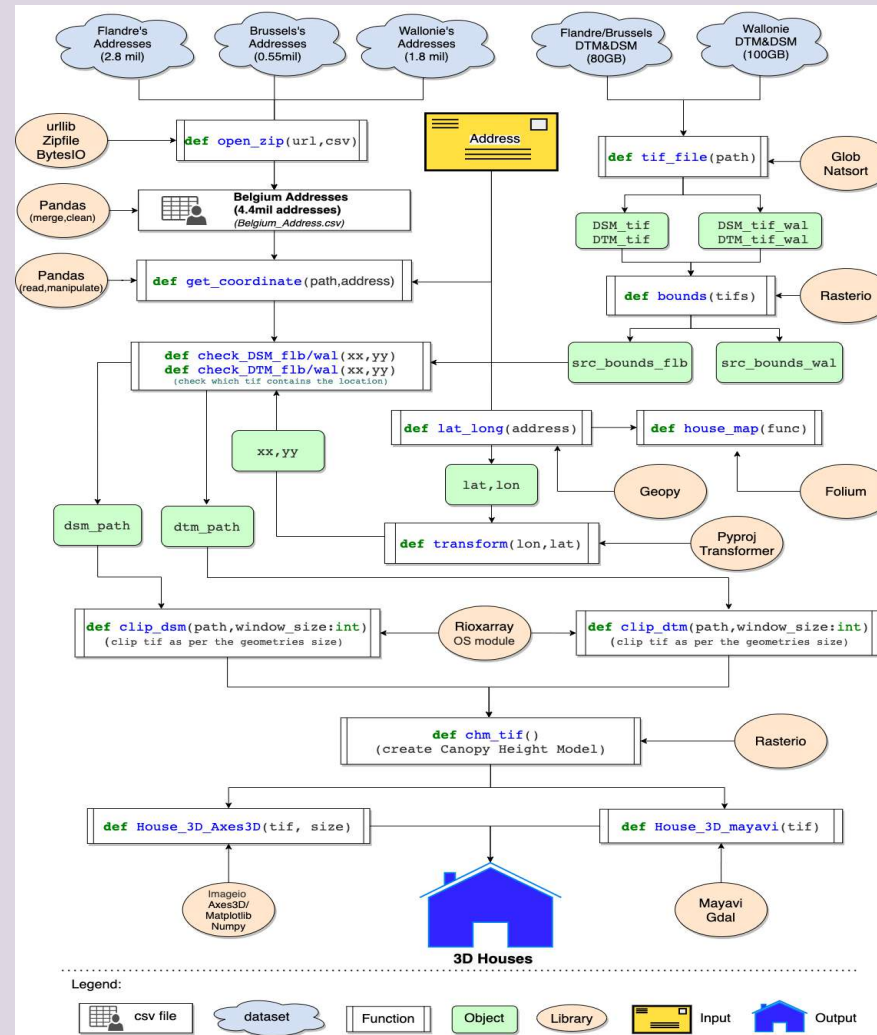 Flandre's
Addresses
(2.8 mil)
Brussel's
Addresses
(0.55mil)
Wallonie's
Addresses
(1.8 mil)
Flandre/Brussels
DTM&DSM
(80GB)
Wallonie
DTM&DSM
(100GB)
urllib
Zipfile
BytesIO
def open_zip(url,csv)
Address
def tif_file(path)
Glob
Natsort
Pandas
(merge,clean)
Belgium Addresses
(4.4mil addresses)
(Belgium_Address.csv)
DSM_tif
DTM_tif
DSM_tif_wal
DTM_tif_wal
Pandas
(read,manipulate)
def get_coordinate(path,address)
def bounds(tifs)
Rasterio
def check_DSM_flb/wal(xx,yy)
def check_DTM_flb/wal(xx,yy)
(check which tif contains the location)
src_bounds_flb
src_bounds_wal
def lat_long(address)
def house_map(func)
xx,yy
lat,lon
Geopy
Folium
dsm_path
dtm_path
def transform(lon,lat)
Pyproj
Transformer
def clip_dsm(path,window_size:int)
(clip tif as per the geometries size)
Rioxarray
OS module
def clip_dtm(path,window_size:int)
(clip tif as per the geometries size)
def chm_tif()
(create Canopy Height Model)
Rasterio
def House_3D_Axes3D(tif, size)
def House_3D_mayavi(tif)
Imageio
Axes3D/
Matplotlib
Numpy
Mayavi
Gdal
3D Houses
Legend:
csv file
dataset
Function
Object
Library
Input
Output